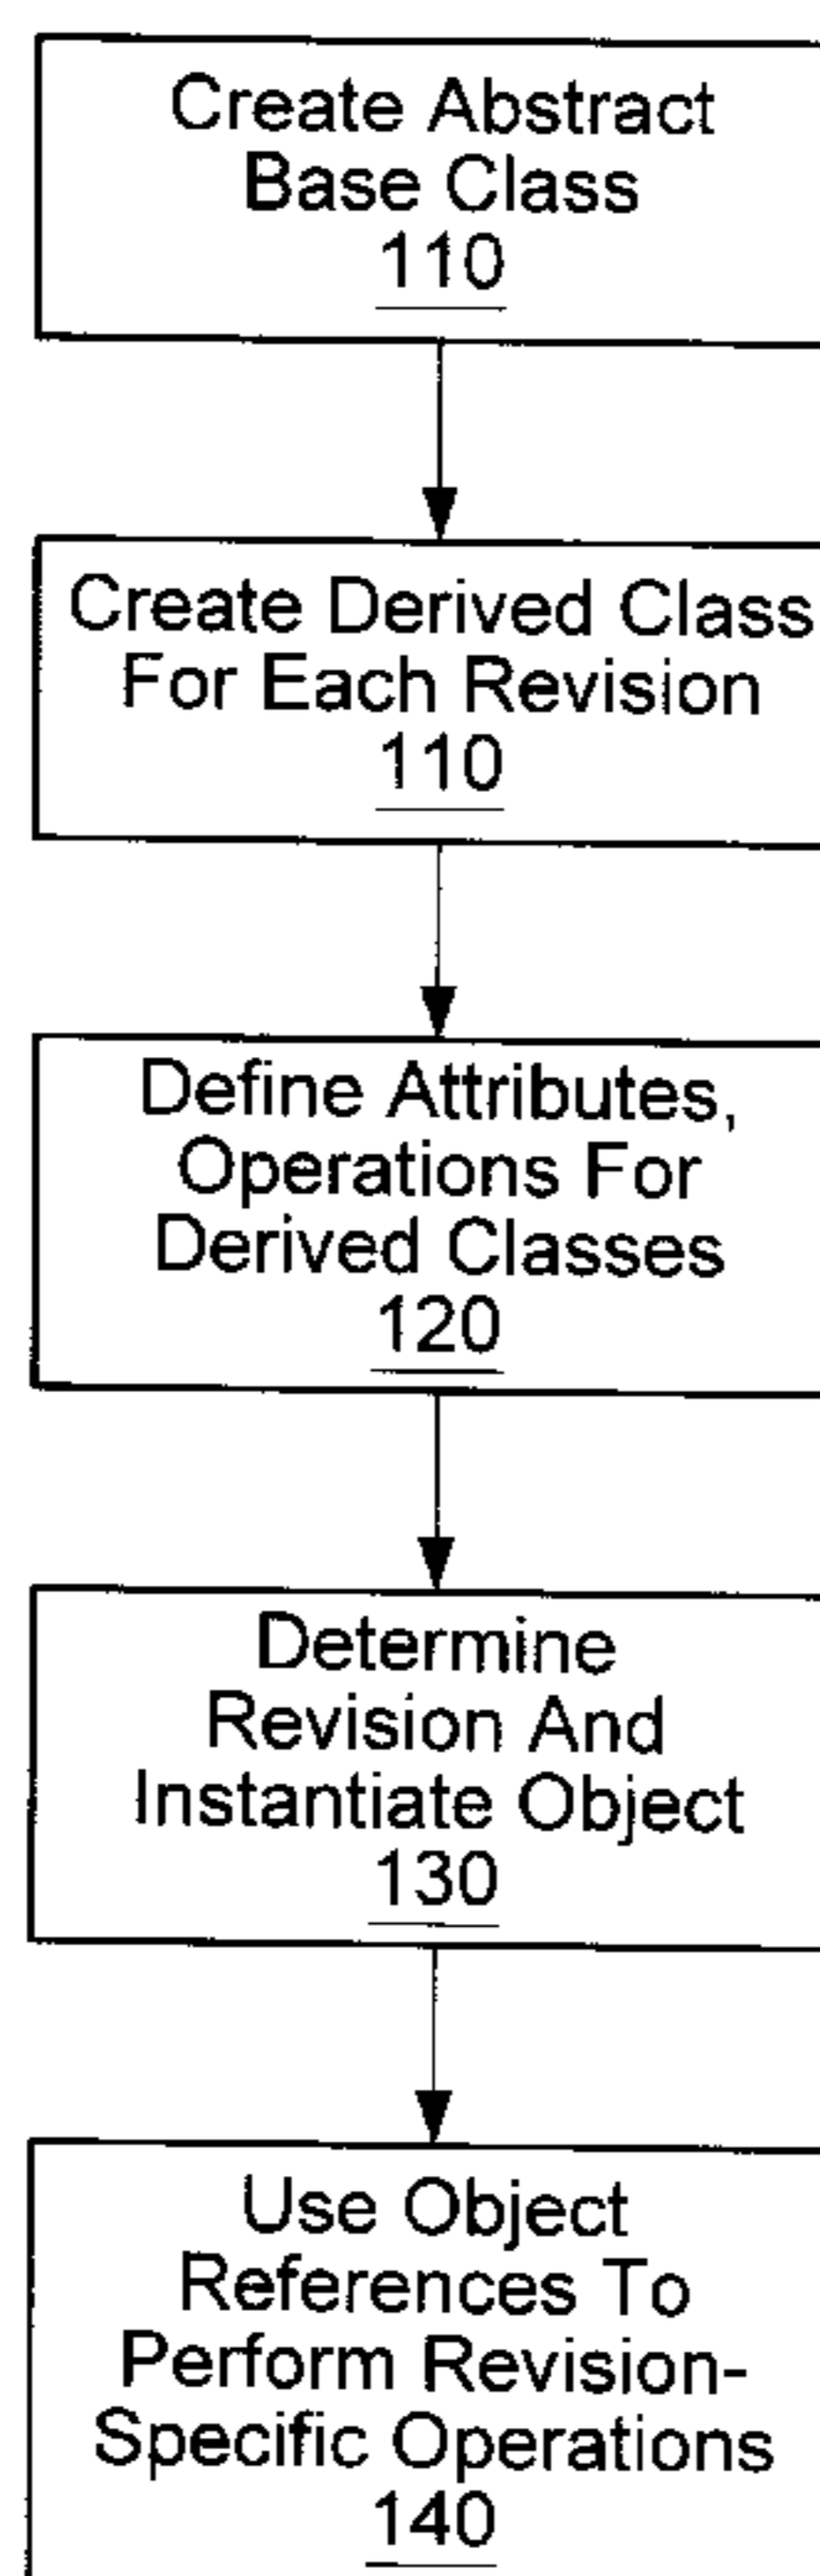 Create Abstract
Base Class
110
Create Derived Class
For Each Revision
110
Define Attributes,
Operations For
Derived Classes
120
Determine
Revision And
Instantiate Object
130
Use Object
References To
Perform Revision-
Specific Operations
140